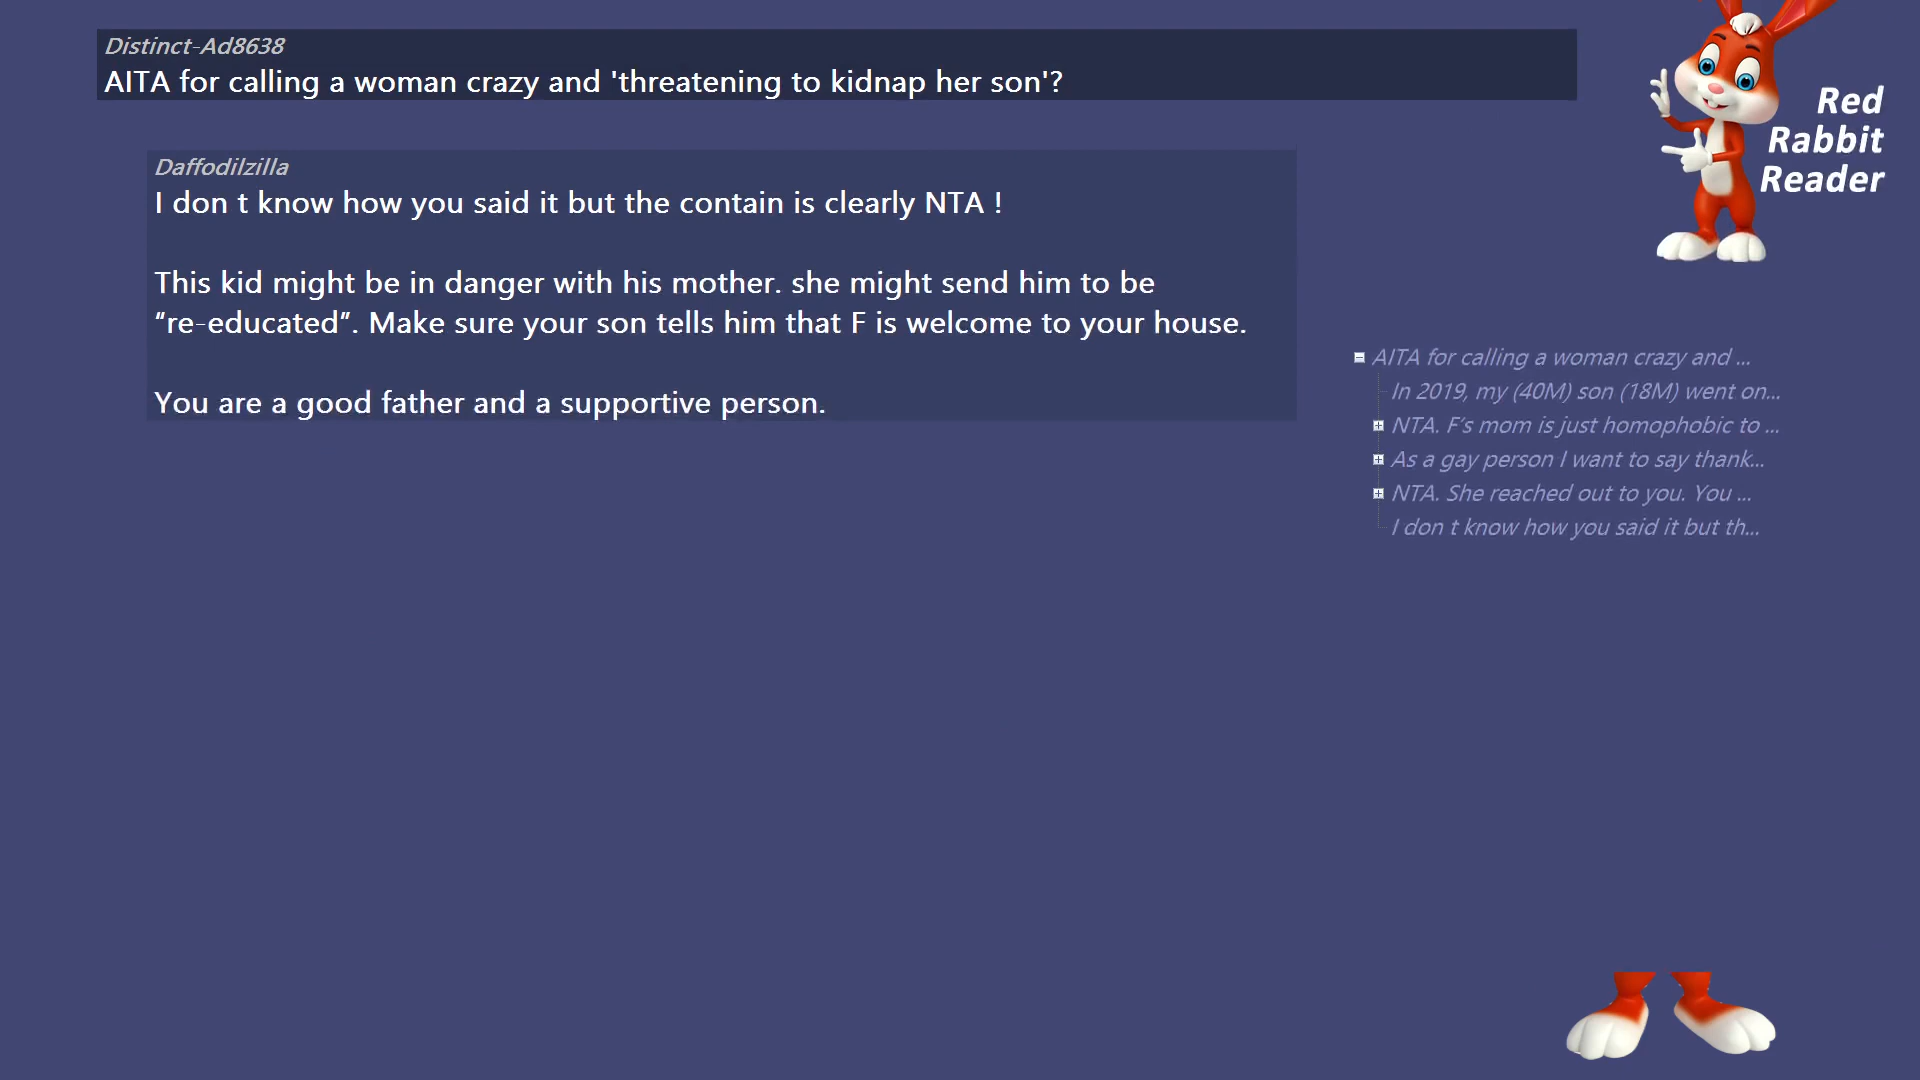 Distinct-Ad8638
AITA for calling a woman crazy and 'threatening to kidnap her son'?
Red
Rabbit
Reader
Daffodilzilla
I don t know how you said it but the contain is clearly NTA !
This kid might be in danger with his mother. she might send him to be
“re-educated”. Make sure your son tells him that F is welcome to your house.
You are a good father and a supportive person.
AITA for calling a woman crazy and ...
In 2019, my (40M) son (18M) went on...
NTA. F’s mom is just homophobic to ...
As a gay person I want to say thank...
NTA. She reached out to you. You ...
I don t know how you said it but th...